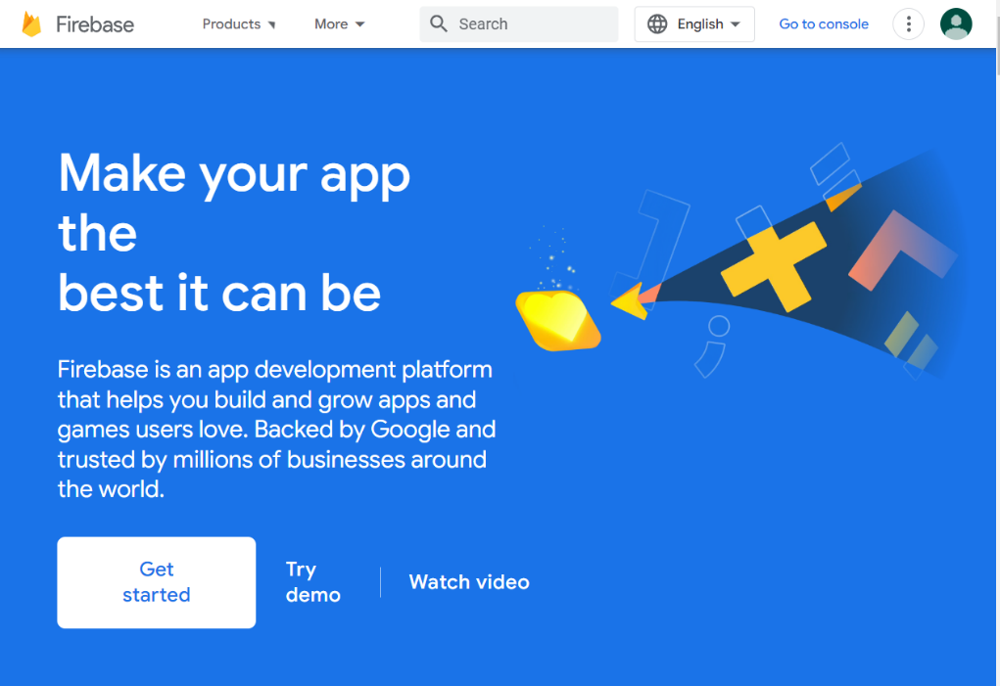 Firebase
Products
More
Search
English
Go to console
Make your app
the
best it can be
Firebase is an app development platform
that helps you build and grow apps and
games users love. Backed by Google and
trusted by millions of businesses around
the world.
Get
started
Try
demo
Watch video